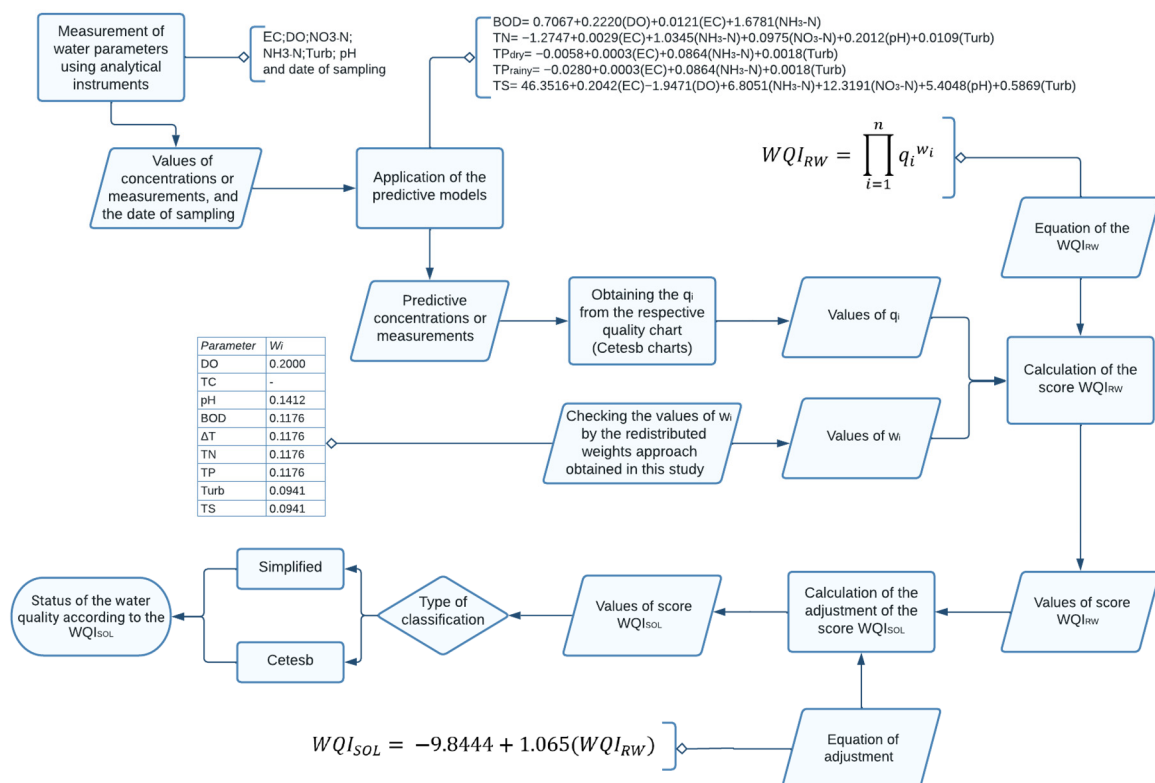 Measurement of
water parameters
using analytical
instruments
EC;DO;NO3-N;
NH3-N;Turb; pH
and date of sampling
BOD= 0.7067+0.2220(DO)+0.0121(EC)+1.6781(NH₃-N)
TN= −1.2747+0.0029(EC)+1.0345(NH₃-N)+0.0975(NO₃-N)+0.2012(pH)+0.0109(Turb)
TPdry= −0.0058+0.0003(EC)+0.0864(NH₃-N)+0.0018(Turb)
TPrainy= −0.0280+0.0003(EC)+0.0864(NH₃-N)+0.0018(Turb)
TS= 46.3516+0.2042(EC)−1.9471(DO)+6.8051(NH₃-N)+12.3191(NO₃-N)+5.4048(pH)+0.5869(Turb)
Values of
concentrations or
measurements, and
the date of sampling
Application of the
predictive models
WQI_RW = ∏_{i=1}^{n} q_i^{w_i}
Equation of the
WQIRW
Predictive
concentrations or
measurements
Obtaining the qᵢ
from the respective
quality chart
(Cetesb charts)
Values of qᵢ
Calculation of the
score WQIRW
Parameter Wi
DO 0.2000
TC -
pH 0.1412
BOD 0.1176
ΔT 0.1176
TN 0.1176
TP 0.1176
Turb 0.0941
TS 0.0941
Checking the values of wᵢ
by the redistributed
weights approach
obtained in this study
Values of wᵢ
Status of the water
quality according to the
WQISOL
Simplified
Cetesb
Type of
classification
Values of score
WQISOL
Calculation of the
adjustment of the
score WQISOL
Values of score
WQIRW
WQI_SOL = −9.8444 + 1.065(WQI_RW)
Equation of
adjustment